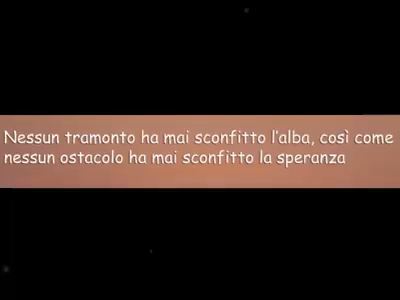 Nessun tramonto ha mai sconfitto l'alba, così come
nessun ostacolo ha mai sconfitto la speranza